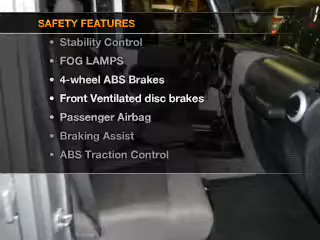 SAFETY FEATURES
• Stability Control
• FOG LAMPS
• 4-wheel ABS Brakes
• Front Ventilated disc brakes
• Passenger Airbag
• Braking Assist
• ABS Traction Control